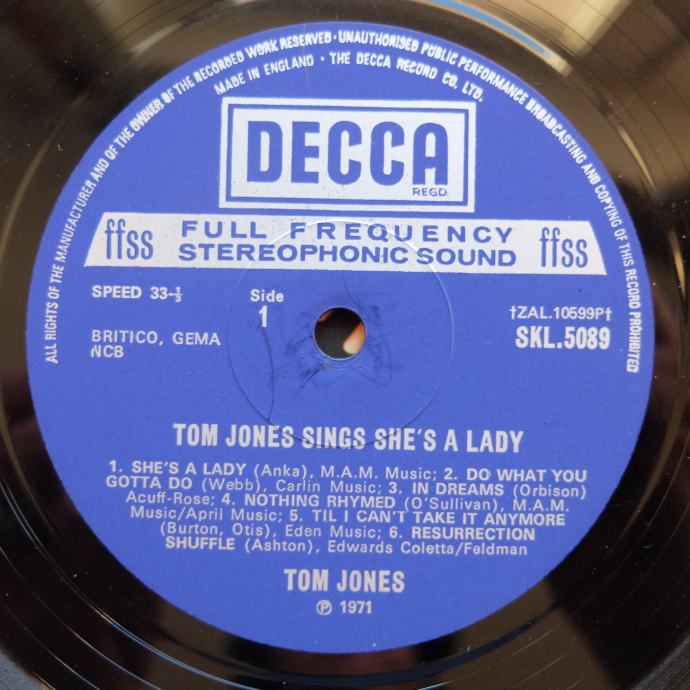 ALL RIGHTS OF THE MANUFACTURER AND OF THE OWNER OF THE RECORDED WORK RESERVED · UNAUTHORISED PUBLIC PERFORMANCE BROADCASTING AND COPYING OF THIS RECORD PROHIBITED
MADE IN ENGLAND · THE DECCA RECORD CO. LTD.
DECCA
REGD.
ffss FULL FREQUENCY STEREOPHONIC SOUND ffss
SPEED 33-⅓
Side
1
†ZAL.10599P†
SKL.5089
BRITICO, GEMA
NCB
TOM JONES SINGS SHE'S A LADY
1. SHE'S A LADY (Anka), M.A.M. Music; 2. DO WHAT YOU
GOTTA DO (Webb), Carlin Music; 3. IN DREAMS (Orbison)
Acuff-Rose; 4. NOTHING RHYMED (O'Sullivan), M.A.M.
Music/April Music; 5. TIL I CAN'T TAKE IT ANYMORE
(Burton, Otis), Eden Music; 6. RESURRECTION
SHUFFLE (Ashton), Edwards Coletta/Feldman
TOM JONES
℗ 1971